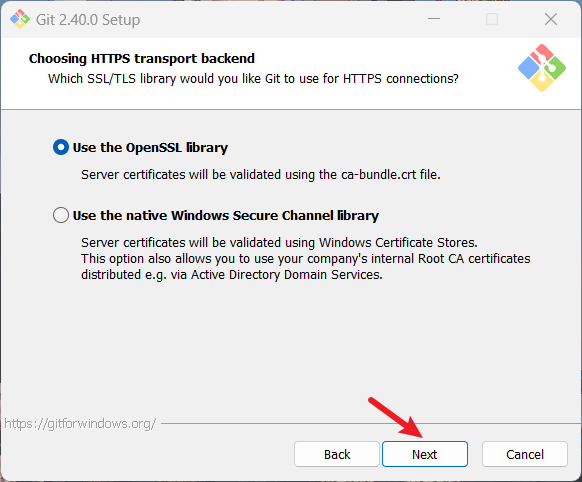 Git 2.40.0 Setup
Choosing HTTPS transport backend
Which SSL/TLS library would you like Git to use for HTTPS connections?
Use the OpenSSL library
Server certificates will be validated using the ca-bundle.crt file.
Use the native Windows Secure Channel library
Server certificates will be validated using Windows Certificate Stores.
This option also allows you to use your company's internal Root CA certificates
distributed e.g. via Active Directory Domain Services.
https://gitforwindows.org/
Back Next Cancel